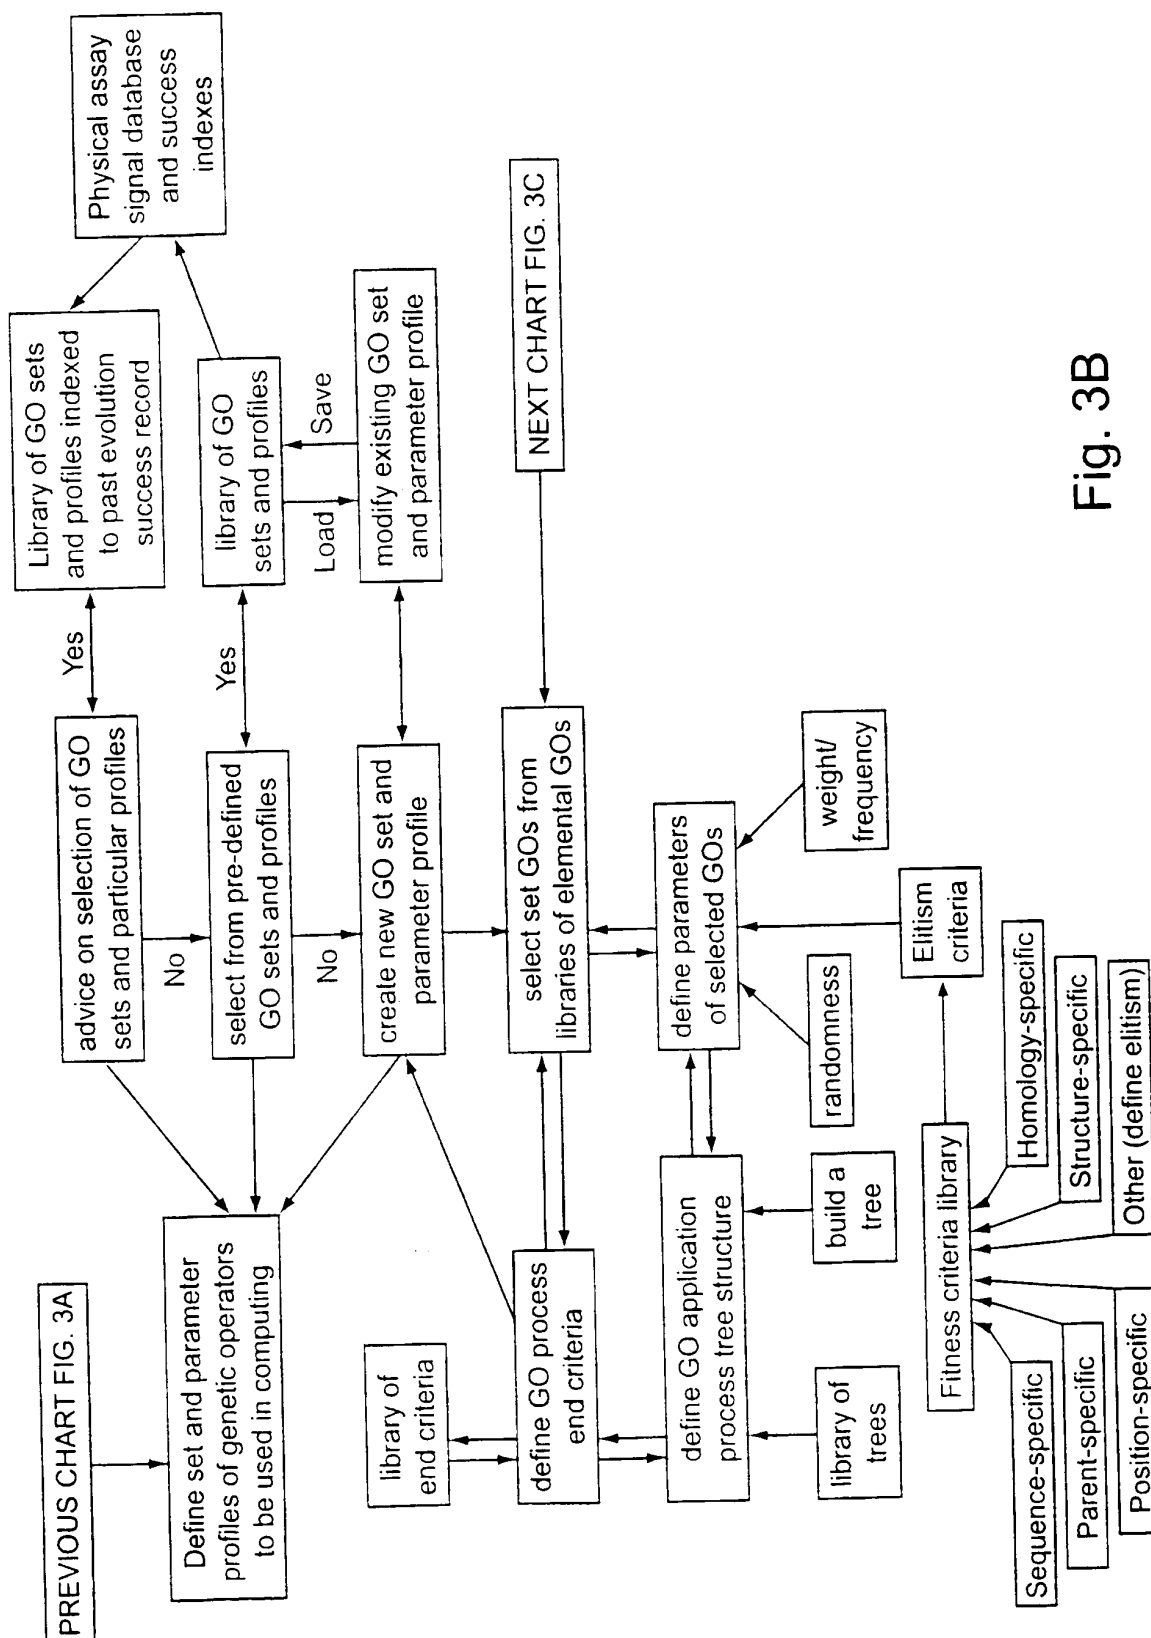 PREVIOUS CHART FIG. 3A
Define set and parameter
profiles of genetic operators
to be used in computing
advice on selection of GO
sets and particular profiles
Yes
Library of GO sets
and profiles indexed
to past evolution
success record
Physical assay
signal database
and success
indexes
No
select from pre-defined
GO sets and profiles
Yes
library of GO
sets and profiles
No
Load
Save
create new GO set and
parameter profile
modify existing GO set
and parameter profile
library of
end criteria
define GO process
end criteria
select set GOs from
libraries of elemental GOs
NEXT CHART FIG. 3C
define GO application
process tree structure
define parameters
of selected GOs
library of
trees
build a
tree
randomness
Elitism
criteria
weight/
frequency
Fitness criteria library
Sequence-specific
Parent-specific
Position-specific
Homology-specific
Structure-specific
Other (define elitism)
Fig. 3B